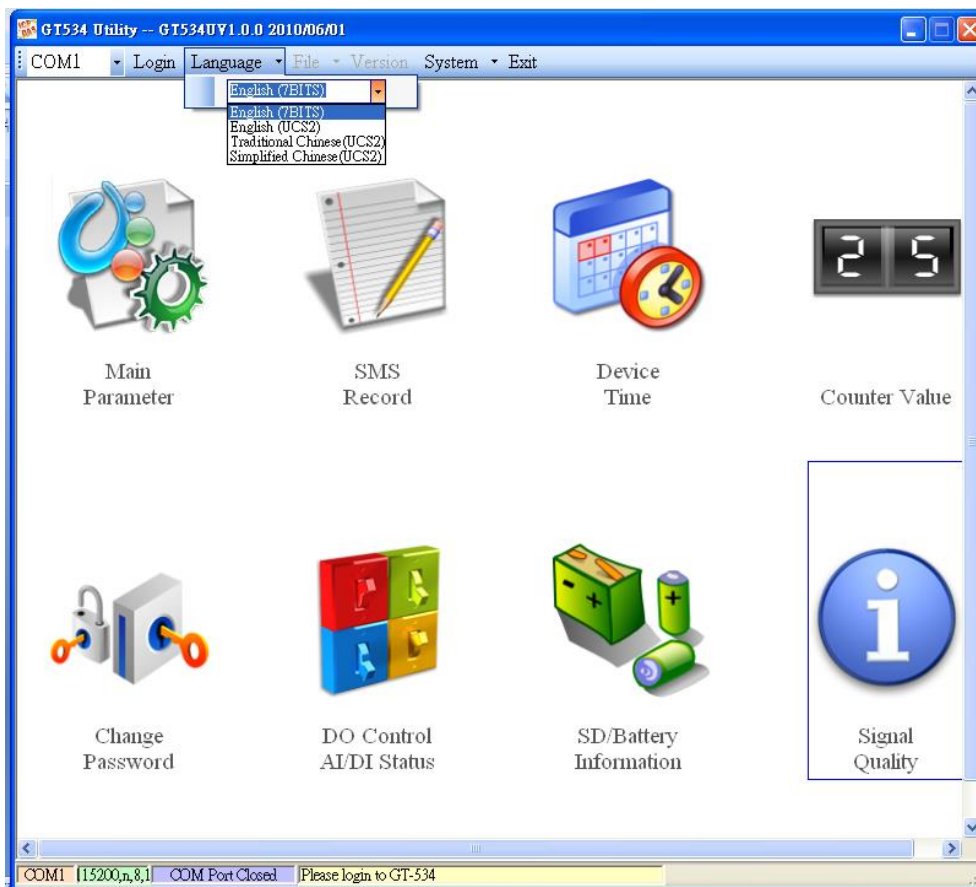 GT534 Utility -- GT534UV1.0.0 2010/06/01
COM1 Login Language File Version System Exit
English (7BITS)
English (7BITS)
English (UCS2)
Traditional Chinese(UCS2)
Simplified Chinese(UCS2)
2 5
Main
Parameter
SMS
Record
Device
Time
Counter Value
Change
Password
DO Control
AI/DI Status
SD/Battery
Information
Signal
Quality
COM1 15200,n,8,1 COM Port Closed Please login to GT-534